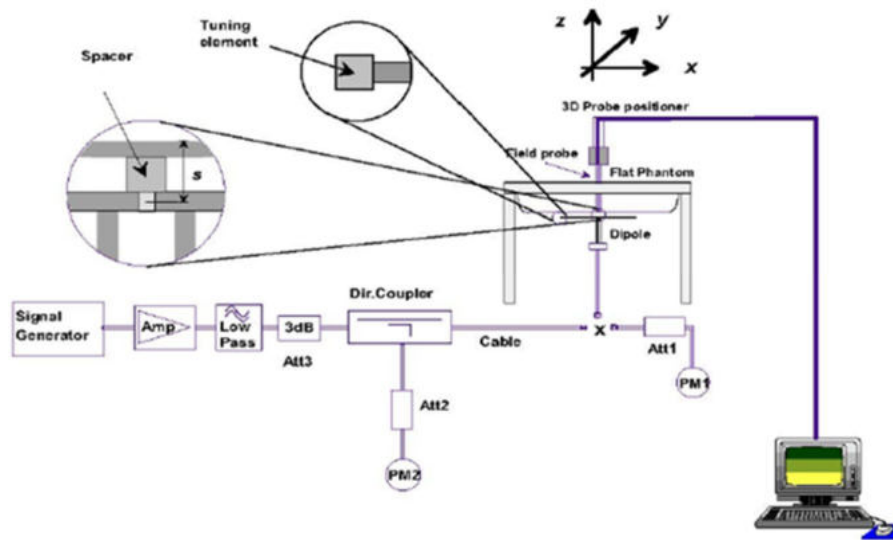 Tuning
element
Spacer
z
y
x
3D Probe positioner
Field probe
Flat Phantom
s
Dipole
Dir.Coupler
Signal
Generator
Amp
Low
Pass
3dB
Att3
Cable
x
Att1
PM1
Att2
PM2